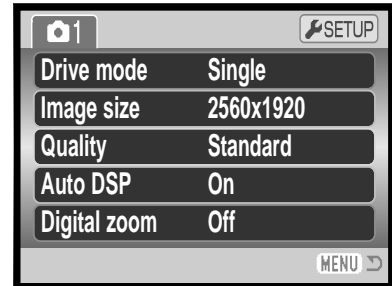 1 SETUP
Drive mode Single
Image size 2560x1920
Quality Standard
Auto DSP On
Digital zoom Off
MENU